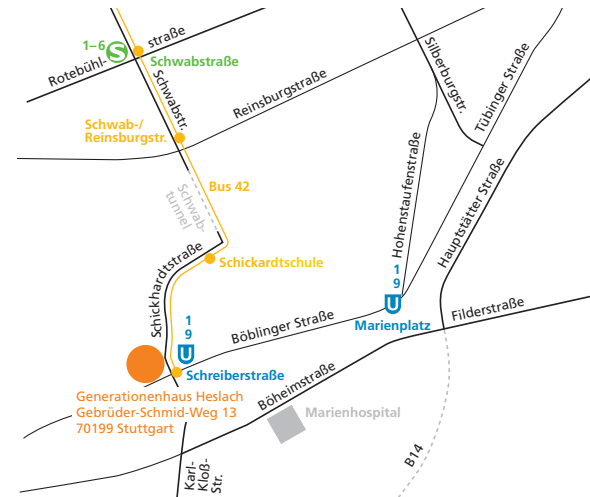 1–6
S
Rotebühl-
straße
Schwabstraße
Schwabstr.
Reinsburgstraße
Silberburgstr.
Tübinger Straße
Schwab-/
Reinsburgstr.
Bus 42
Schwab-
tunnel
Hohenstaufenstraße
Hauptstätter Straße
Schickhardtstraße
Schickardtschule
1
9
U
Marienplatz
Filderstraße
1
9
U
Böblinger Straße
Schreiberstraße
Generationenhaus Heslach
Gebrüder-Schmid-Weg 13
70199 Stuttgart
Böheimstraße
Marienhospital
B14
Karl-
Kloß-
Str.